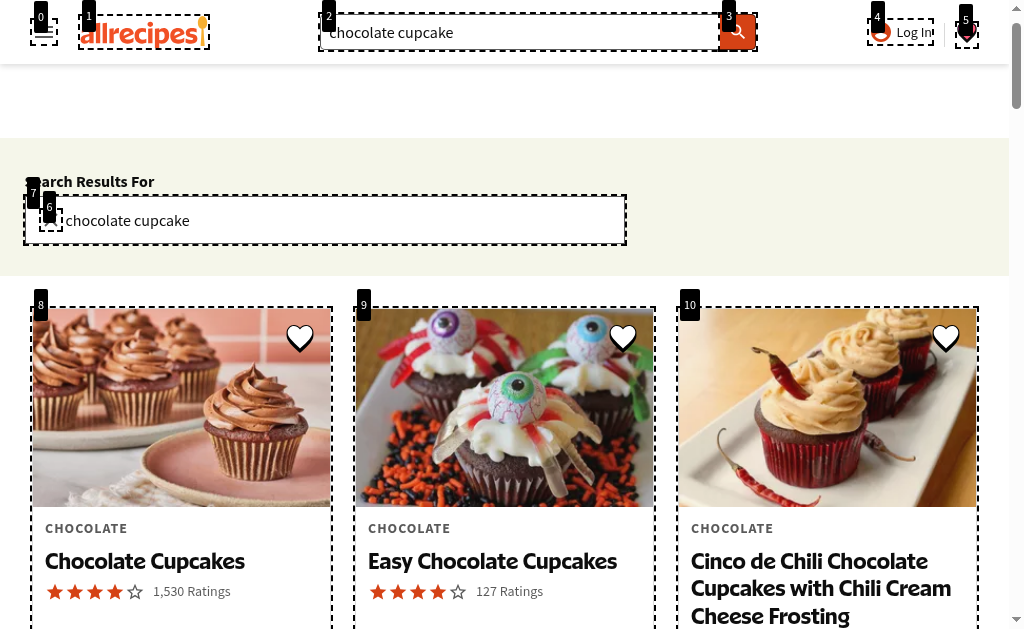 0
1
allrecipes
2
chocolate cupcake
3
4
Log In
5
Search Results For
7
6
chocolate cupcake
8
9
10
CHOCOLATE
Chocolate Cupcakes
1,530 Ratings
CHOCOLATE
Easy Chocolate Cupcakes
127 Ratings
CHOCOLATE
Cinco de Chili Chocolate
Cupcakes with Chili Cream
Cheese Frosting